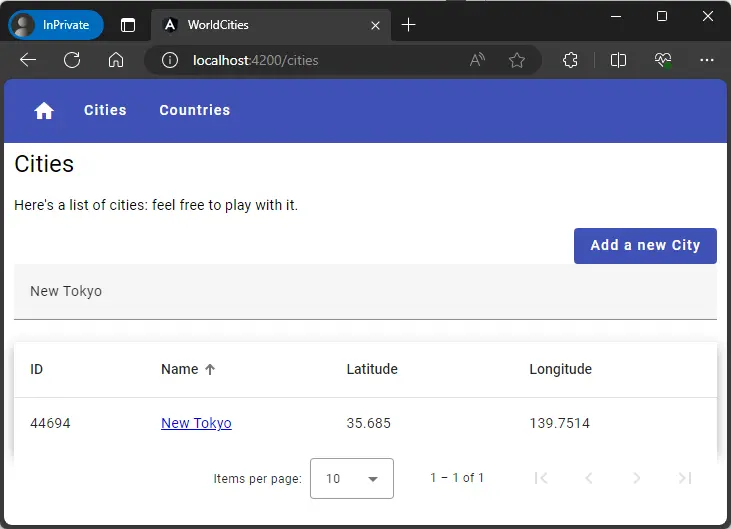 InPrivate
WorldCities
localhost:4200/cities
Cities Countries
Cities
Here's a list of cities: feel free to play with it.
Add a new City
New Tokyo
ID Name Latitude Longitude
44694 New Tokyo 35.685 139.7514
Items per page: 10 1 – 1 of 1